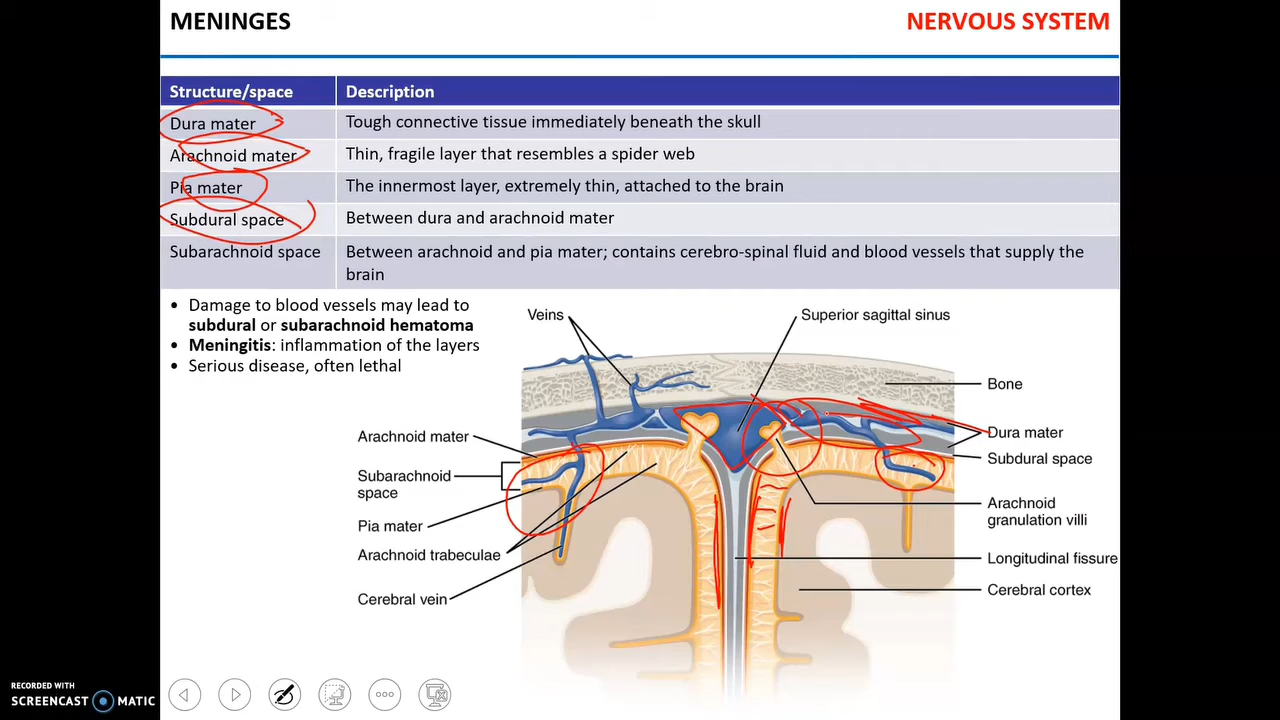 MENINGES
NERVOUS SYSTEM
Structure/space
Description
Dura mater
Tough connective tissue immediately beneath the skull
Arachnoid mater
Thin, fragile layer that resembles a spider web
Pia mater
The innermost layer, extremely thin, attached to the brain
Subdural space
Between dura and arachnoid mater
Subarachnoid space
Between arachnoid and pia mater; contains cerebro-spinal fluid and blood vessels that supply the
brain
• Damage to blood vessels may lead to
subdural or subarachnoid hematoma
• Meningitis: inflammation of the layers
• Serious disease, often lethal
Veins
Superior sagittal sinus
Bone
Arachnoid mater
Dura mater
Subdural space
Subarachnoid
space
Arachnoid
granulation villi
Pia mater
Arachnoid trabeculae
Longitudinal fissure
Cerebral vein
Cerebral cortex
RECORDED WITH
SCREENCAST MATIC